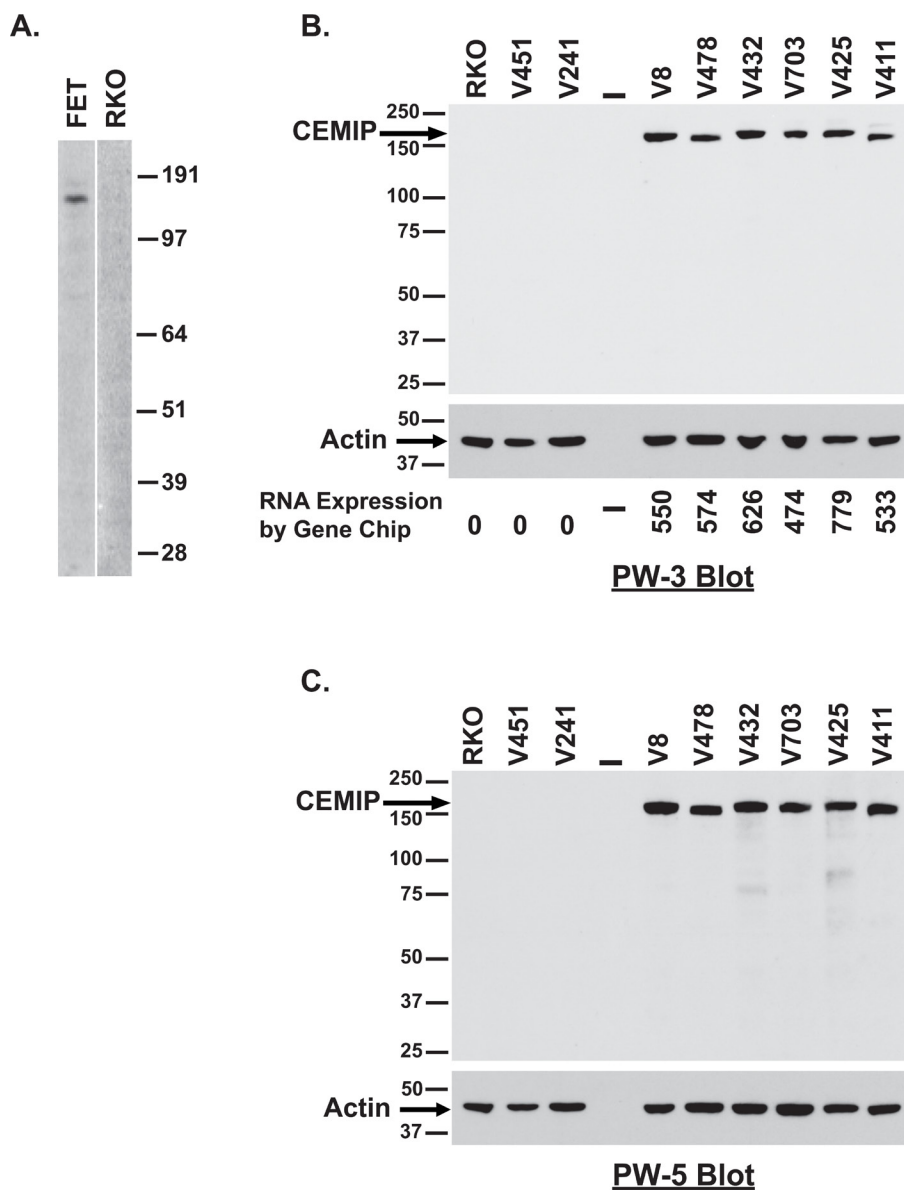 A.
FET RKO
191
97
64
51
39
28
B.
RKO V451 V241 – V8 V478 V432 V703 V425 V411
250
CEMIP
150
100
75
50
37
25
50
Actin
37
RNA Expression
by Gene Chip
0 0 0 – 550 574 626 474 779 533
PW-3 Blot
C.
RKO V451 V241 – V8 V478 V432 V703 V425 V411
250
CEMIP
150
100
75
50
37
25
50
Actin
37
PW-5 Blot